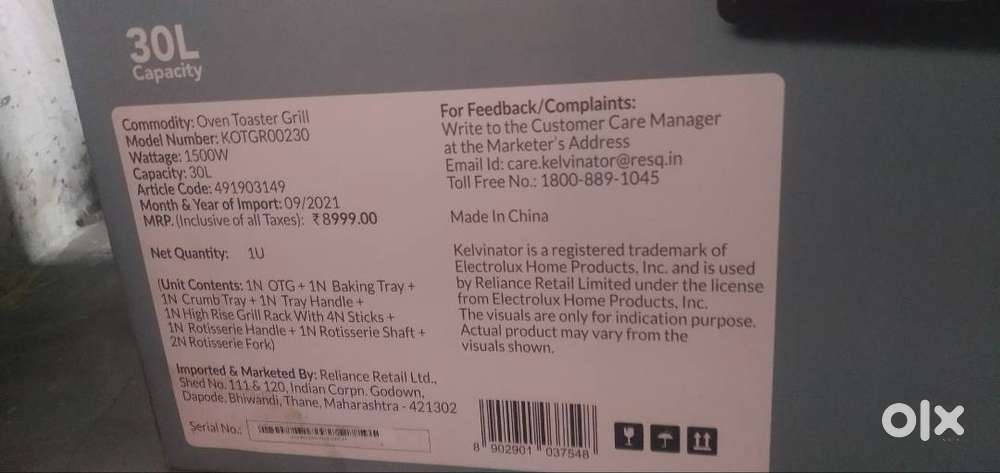 30L
Capacity
Commodity: Oven Toaster Grill
Model Number: KOTGR00230
Wattage: 1500W
Capacity: 30L
Article Code: 491903149
Month & Year of Import: 09/2021
MRP. (Inclusive of all Taxes): ₹ 8999.00
Net Quantity: 1U
(Unit Contents: 1N OTG + 1N Baking Tray +
1N Crumb Tray + 1N Tray Handle +
1N High Rise Grill Rack With 4N Sticks +
1N Rotisserie Handle + 1N Rotisserie Shaft +
2N Rotisserie Fork)
Imported & Marketed By: Reliance Retail Ltd.,
Shed No. 111 & 120, Indian Corpn. Godown,
Dapode, Bhiwandi, Thane, Maharashtra - 421302
Serial No.:
For Feedback/Complaints:
Write to the Customer Care Manager
at the Marketer's Address
Email Id: care.kelvinator@resq.in
Toll Free No.: 1800-889-1045
Made In China
Kelvinator is a registered trademark of
Electrolux Home Products, Inc. and is used
by Reliance Retail Limited under the license
from Electrolux Home Products, Inc.
The visuals are only for indication purpose.
Actual product may vary from the
visuals shown.
8 902901 037548
olx